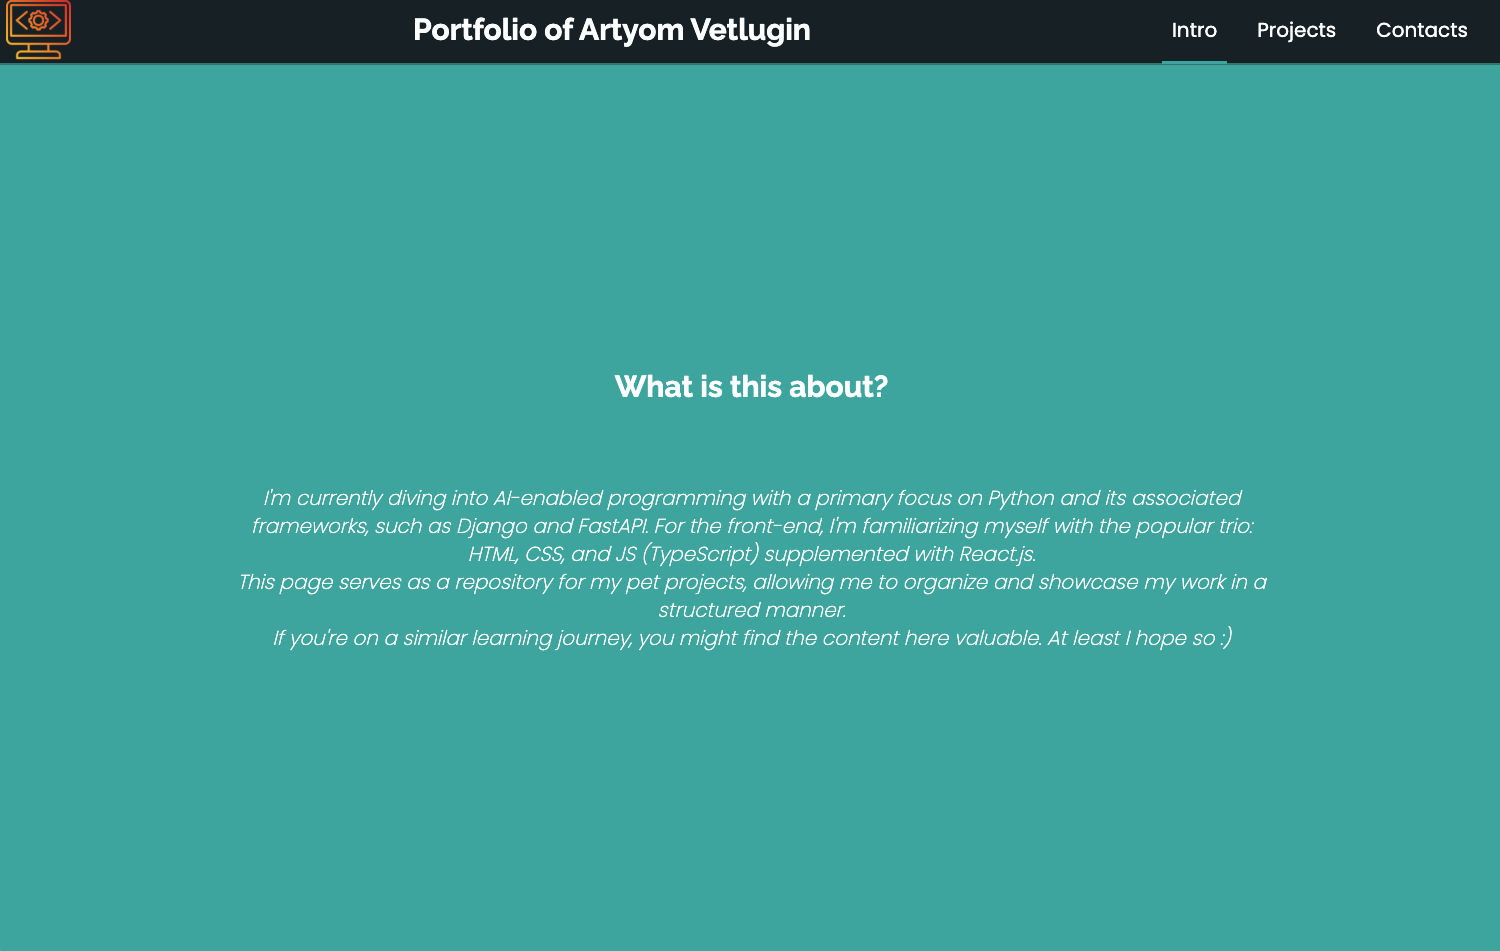 Portfolio of Artyom Vetlugin
Intro
Projects
Contacts
What is this about?
I'm currently diving into AI-enabled programming with a primary focus on Python and its associated
frameworks, such as Django and FastAPI. For the front-end, I'm familiarizing myself with the popular trio:
HTML, CSS, and JS (TypeScript) supplemented with React.js.
This page serves as a repository for my pet projects, allowing me to organize and showcase my work in a
structured manner.
If you're on a similar learning journey, you might find the content here valuable. At least I hope so :)